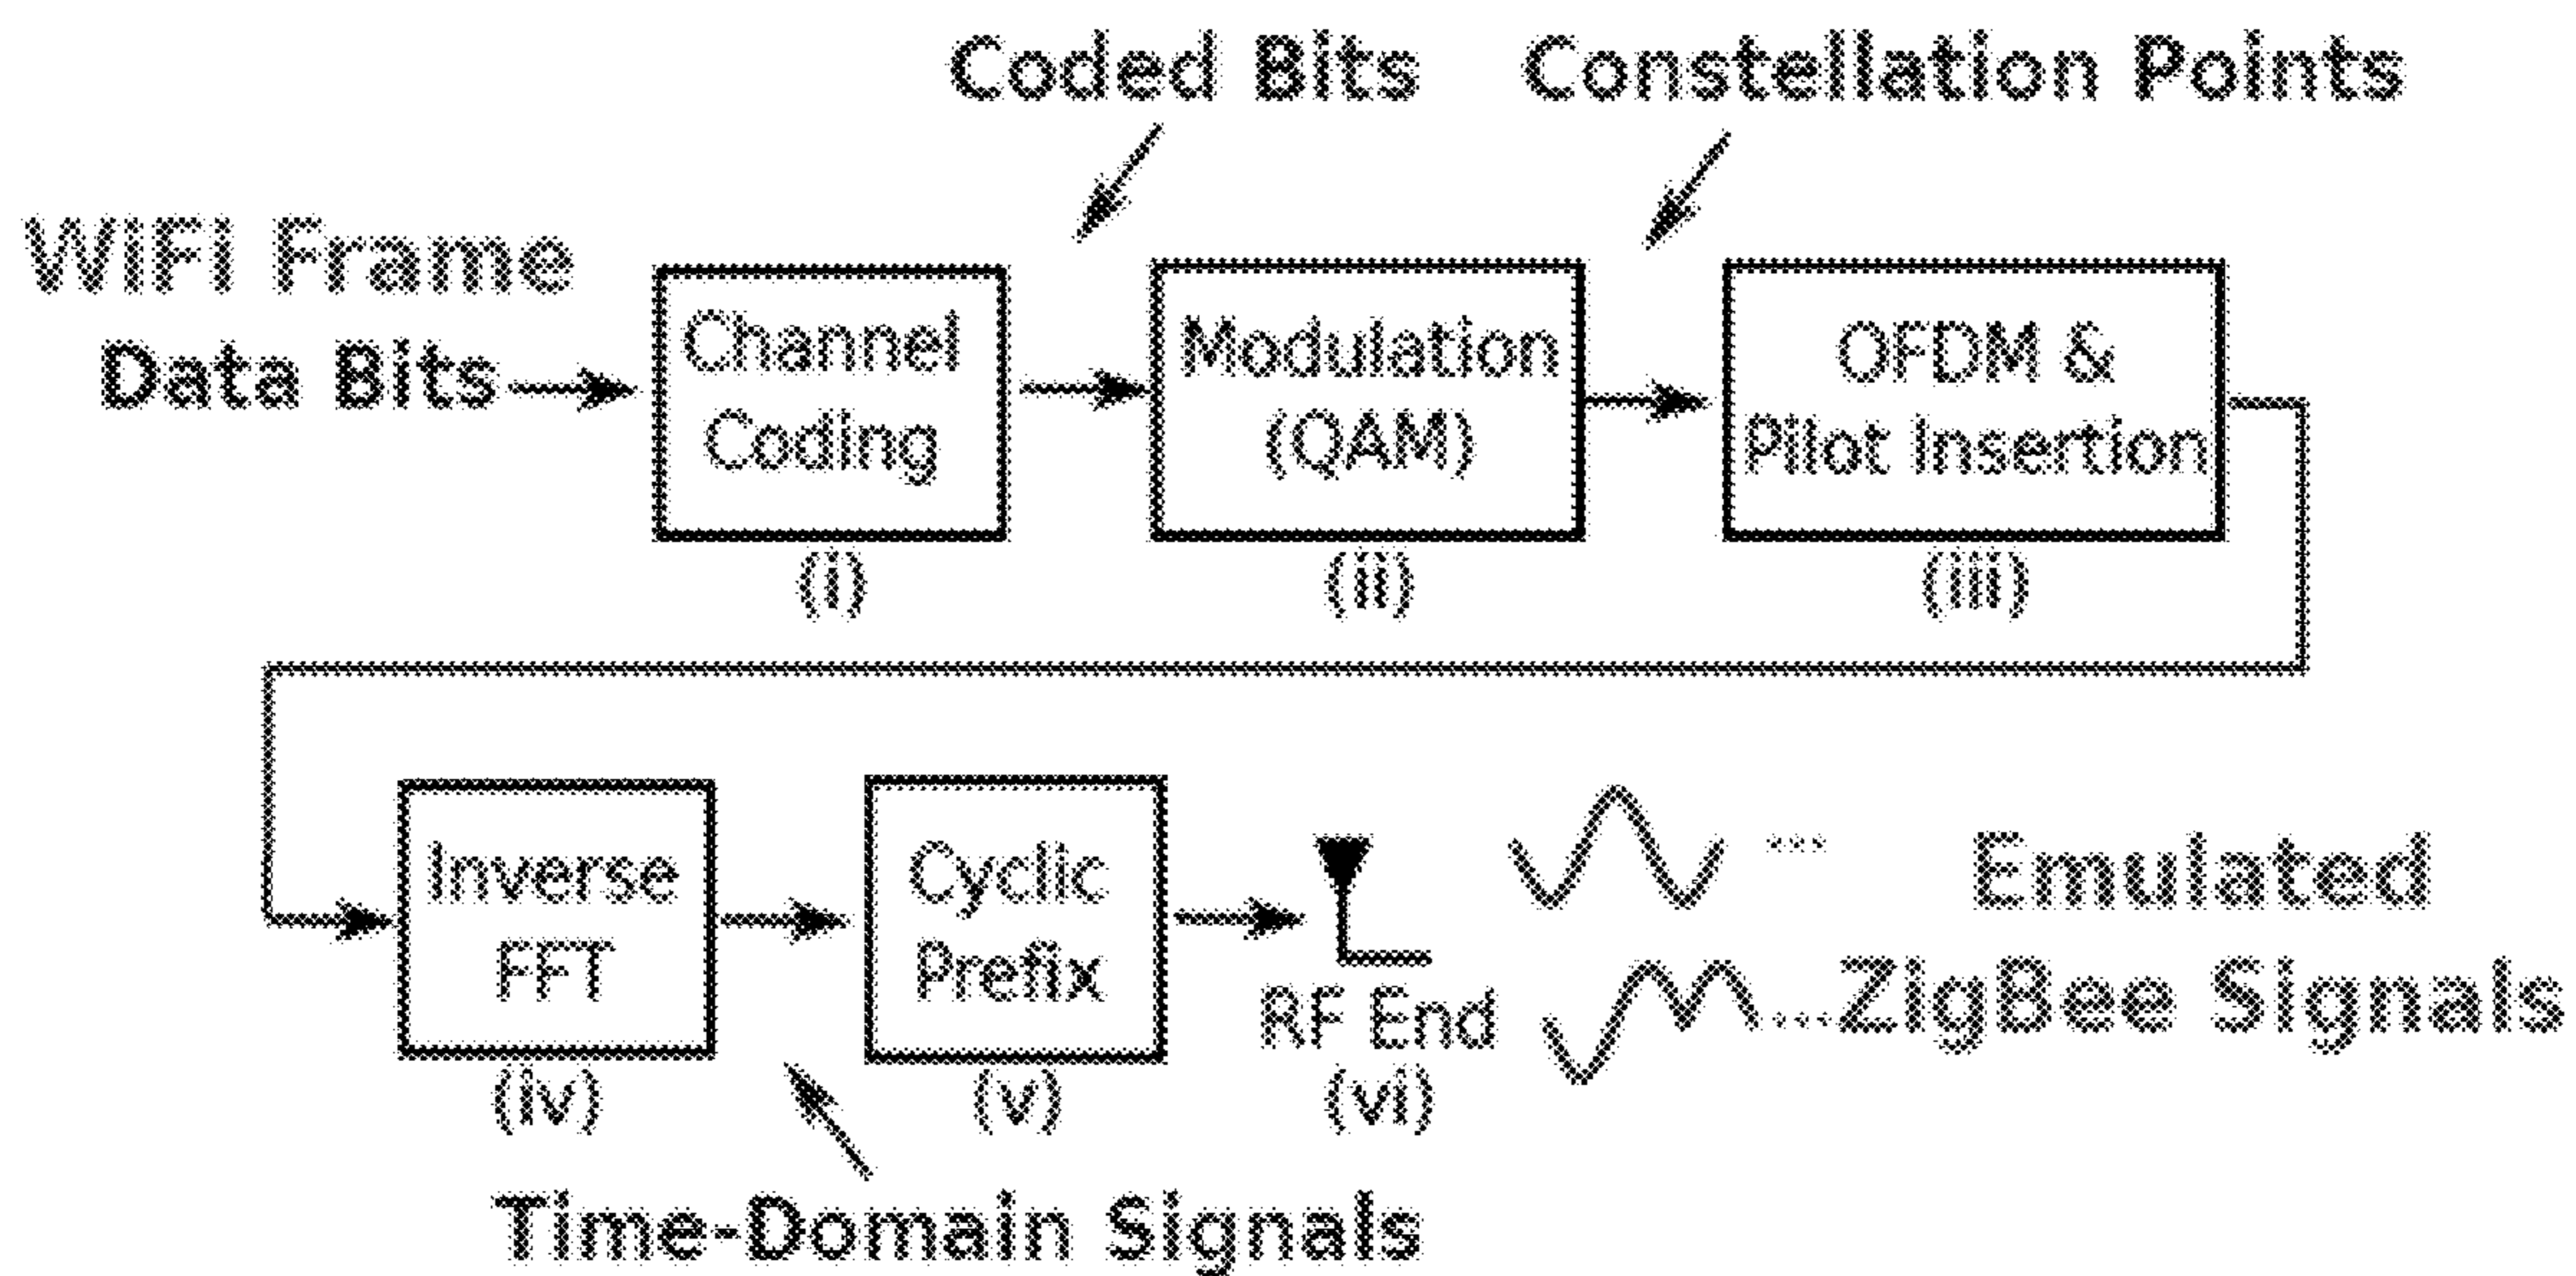 Coded Bits
Constellation Points
WiFi Frame
Data Bits
Channel
Coding
(i)
Modulation
(QAM)
(ii)
OFDM &
Pilot Insertion
(iii)
Inverse
FFT
(iv)
Cyclic
Prefix
(v)
RF End
(vi)
...
Emulated
...ZigBee Signals
Time-Domain Signals